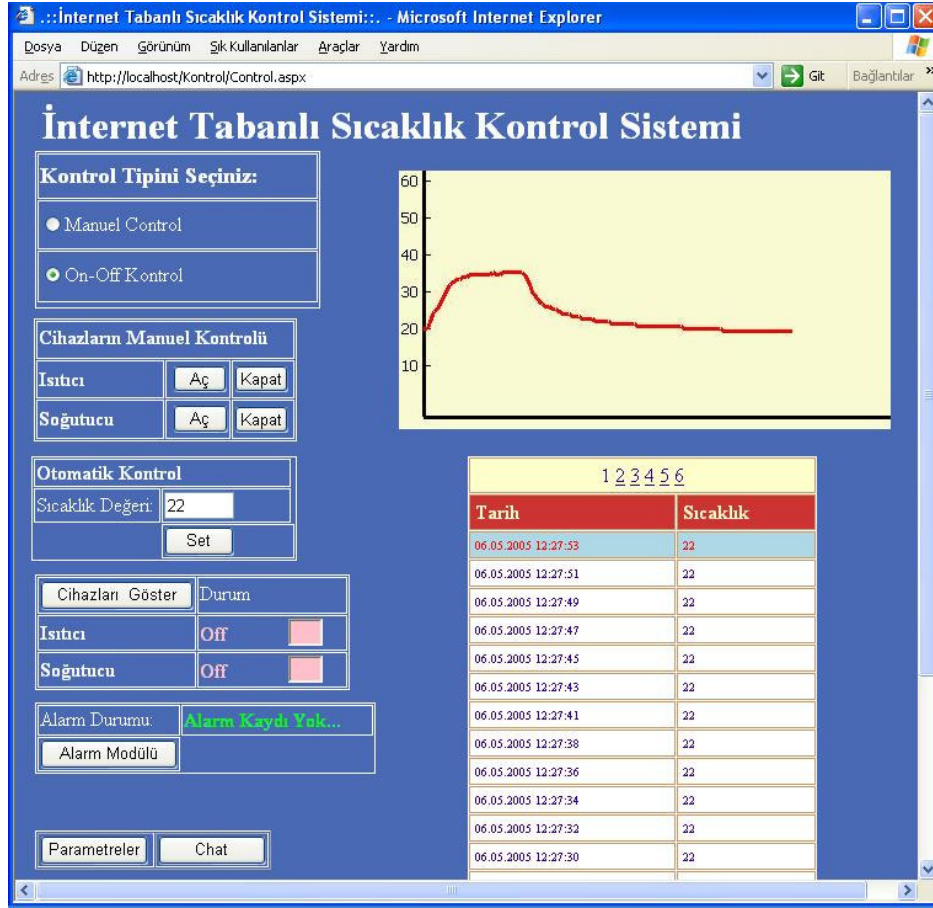 .::İnternet Tabanlı Sıcaklık Kontrol Sistemi::. - Microsoft Internet Explorer
Dosya Düzen Görünüm Sık Kullanılanlar Araçlar Yardım
Adres http://localhost/Kontrol/Control.aspx Git Bağlantılar »
İnternet Tabanlı Sıcaklık Kontrol Sistemi
Kontrol Tipini Seçiniz:
Manuel Control
On-Off Kontrol
Cihazların Manuel Kontrolü
Isıtıcı Aç Kapat
Soğutucu Aç Kapat
Otomatik Kontrol
Sıcaklık Değeri: 22
Set
Cihazları Göster Durum
Isıtıcı Off
Soğutucu Off
Alarm Durumu: Alarm Kaydı Yok...
Alarm Modülü
Parametreler Chat
60
50
40
30
20
10
1 2 3 4 5 6
Tarih Sıcaklık
06.05.2005 12:27:53 22
06.05.2005 12:27:51 22
06.05.2005 12:27:49 22
06.05.2005 12:27:47 22
06.05.2005 12:27:45 22
06.05.2005 12:27:43 22
06.05.2005 12:27:41 22
06.05.2005 12:27:38 22
06.05.2005 12:27:36 22
06.05.2005 12:27:34 22
06.05.2005 12:27:32 22
06.05.2005 12:27:30 22